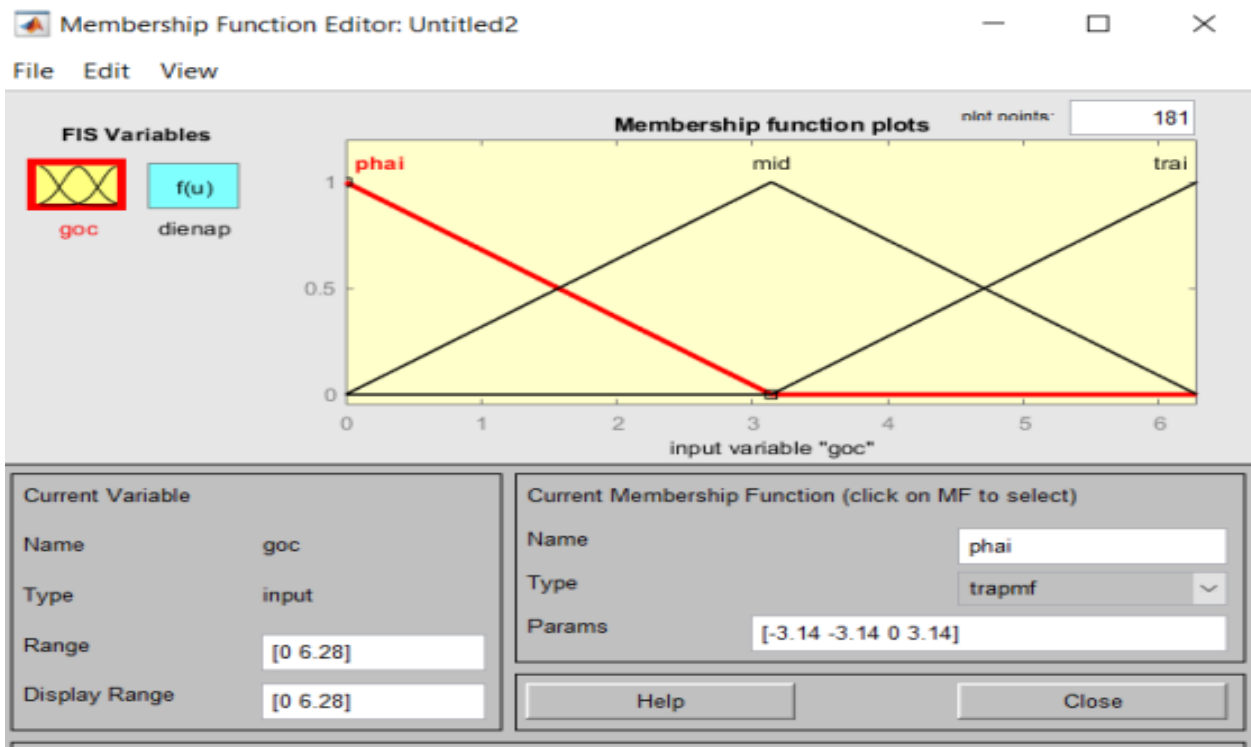 Membership Function Editor: Untitled2
File Edit View
FIS Variables
f(u)
goc dienap
Membership function plots
plot points: 181
phai mid trai
1
0.5
0
0 1 2 3 4 5 6
input variable "goc"
Current Variable
Name goc
Type input
Range [0 6.28]
Display Range [0 6.28]
Current Membership Function (click on MF to select)
Name phai
Type trapmf
Params [-3.14 -3.14 0 3.14]
Help Close